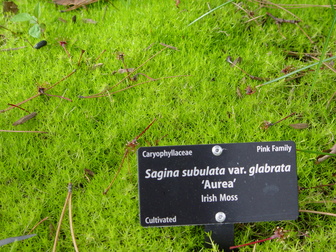 Caryophyllaceae Pink Family
Sagina subulata var. glabrata
‘Aurea’
Irish Moss
Cultivated